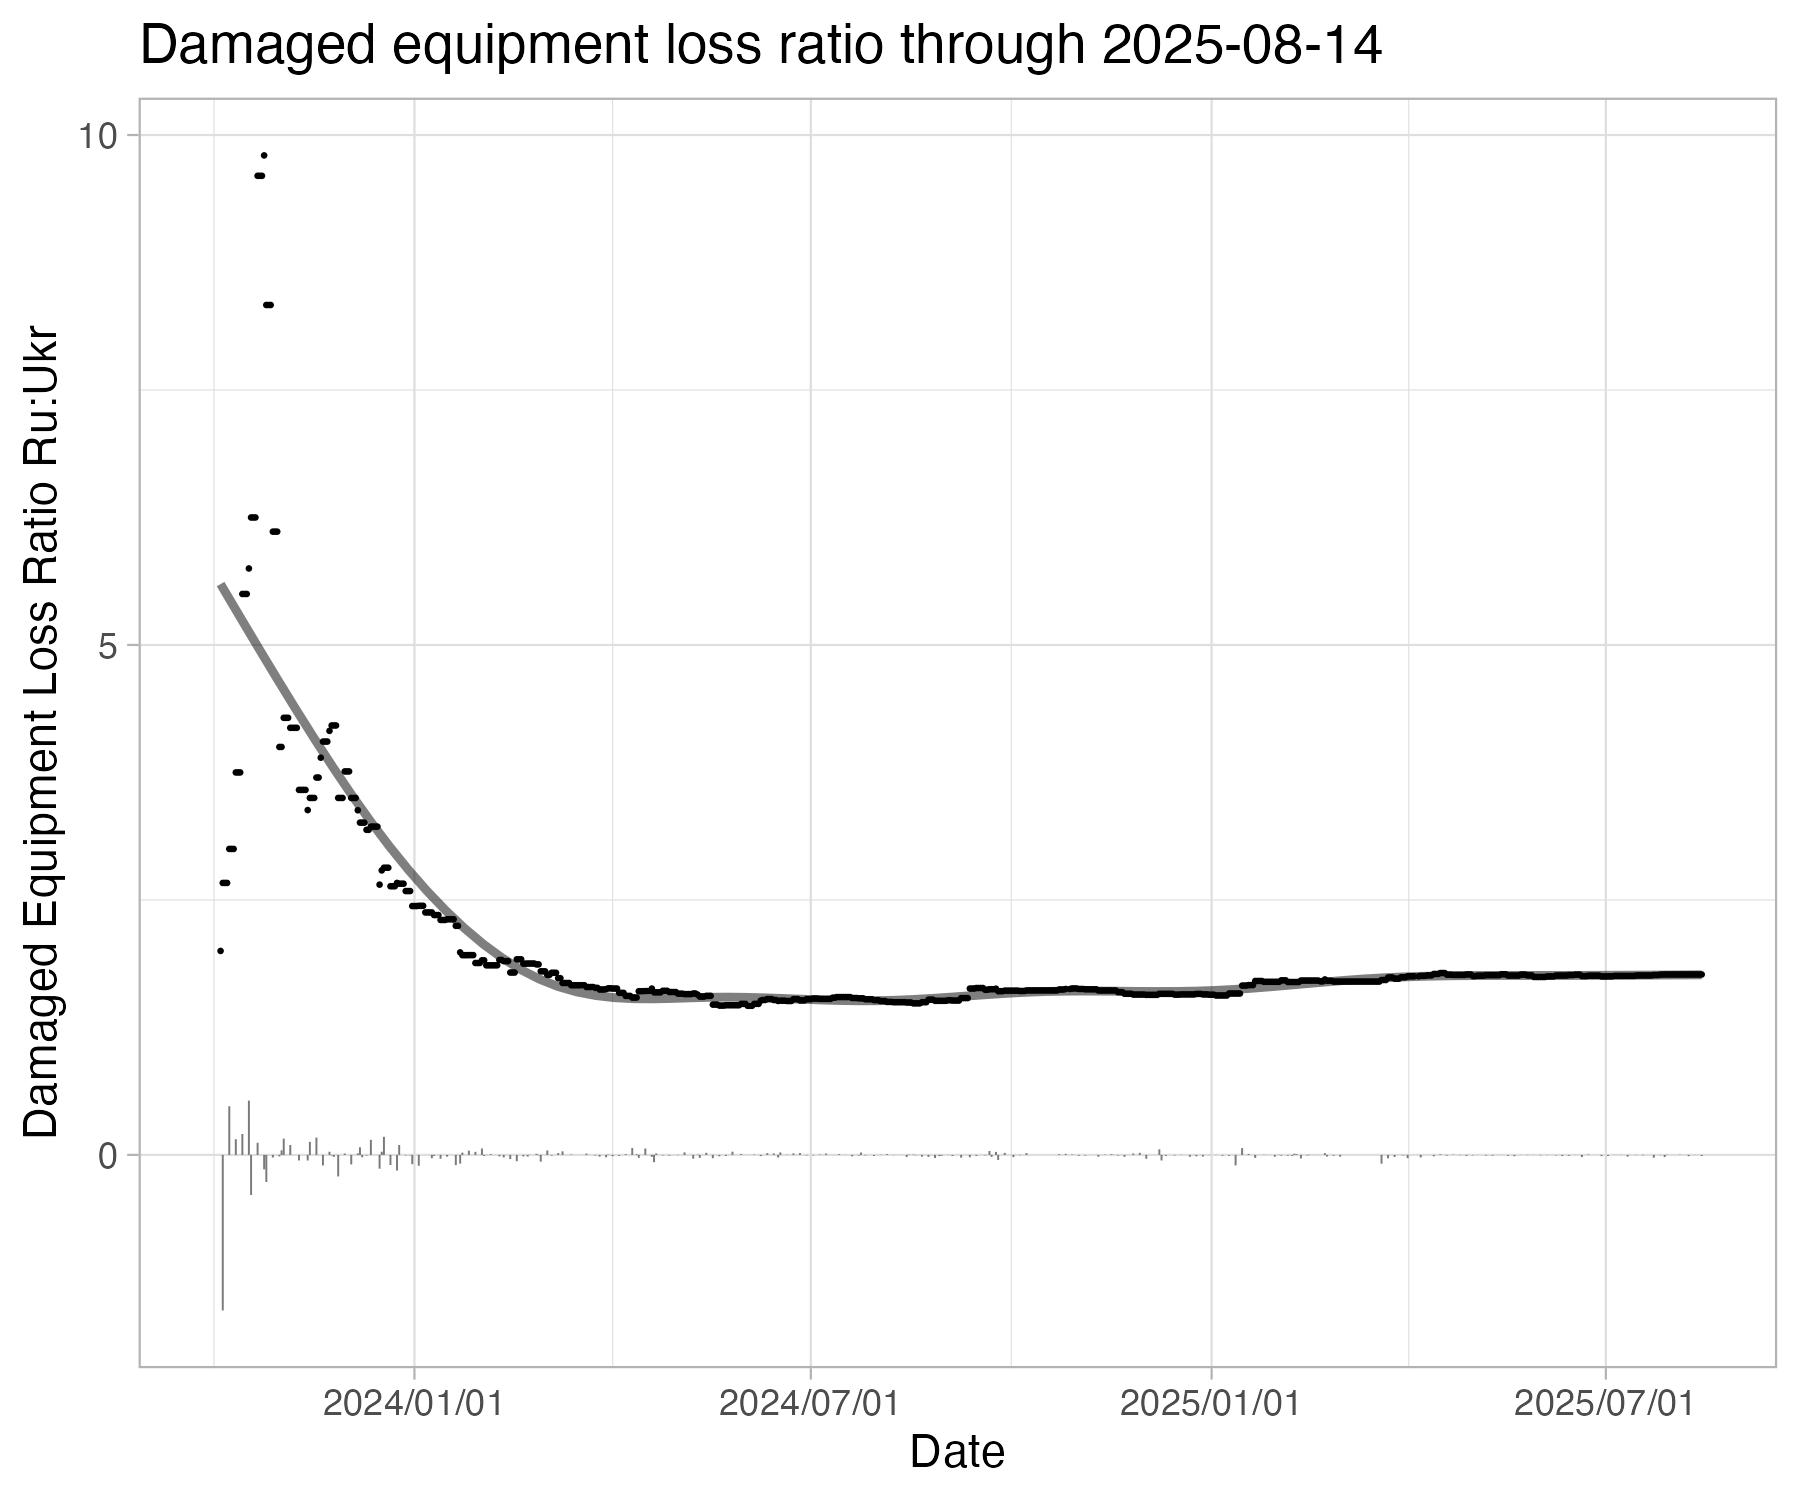 Damaged equipment loss ratio through 2025-08-14
Damaged Equipment Loss Ratio Ru:Ukr
10
5
0
2024/01/01
2024/07/01
2025/01/01
2025/07/01
Date